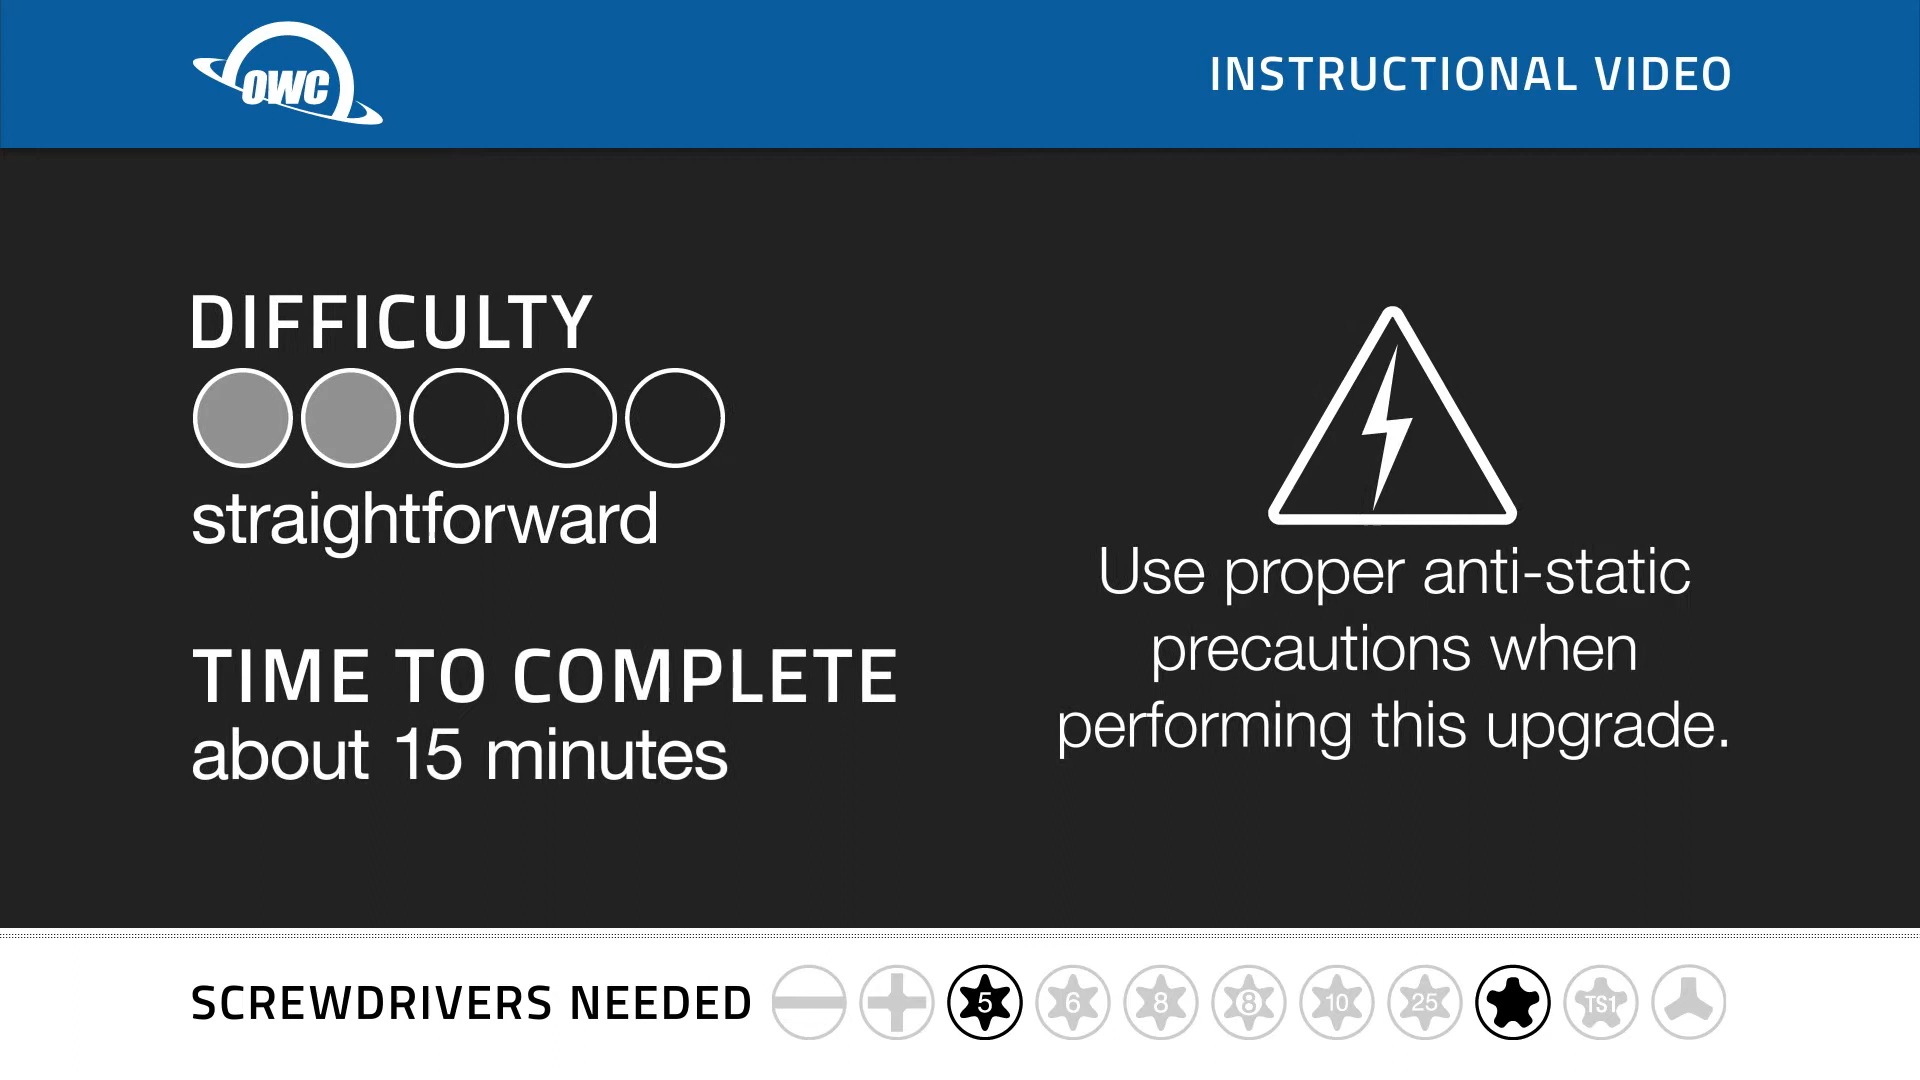 OWC
INSTRUCTIONAL VIDEO
DIFFICULTY
straightforward
TIME TO COMPLETE
about 15 minutes
Use proper anti-static
precautions when
performing this upgrade.
SCREWDRIVERS NEEDED 5 6 8 8 10 25 TS1